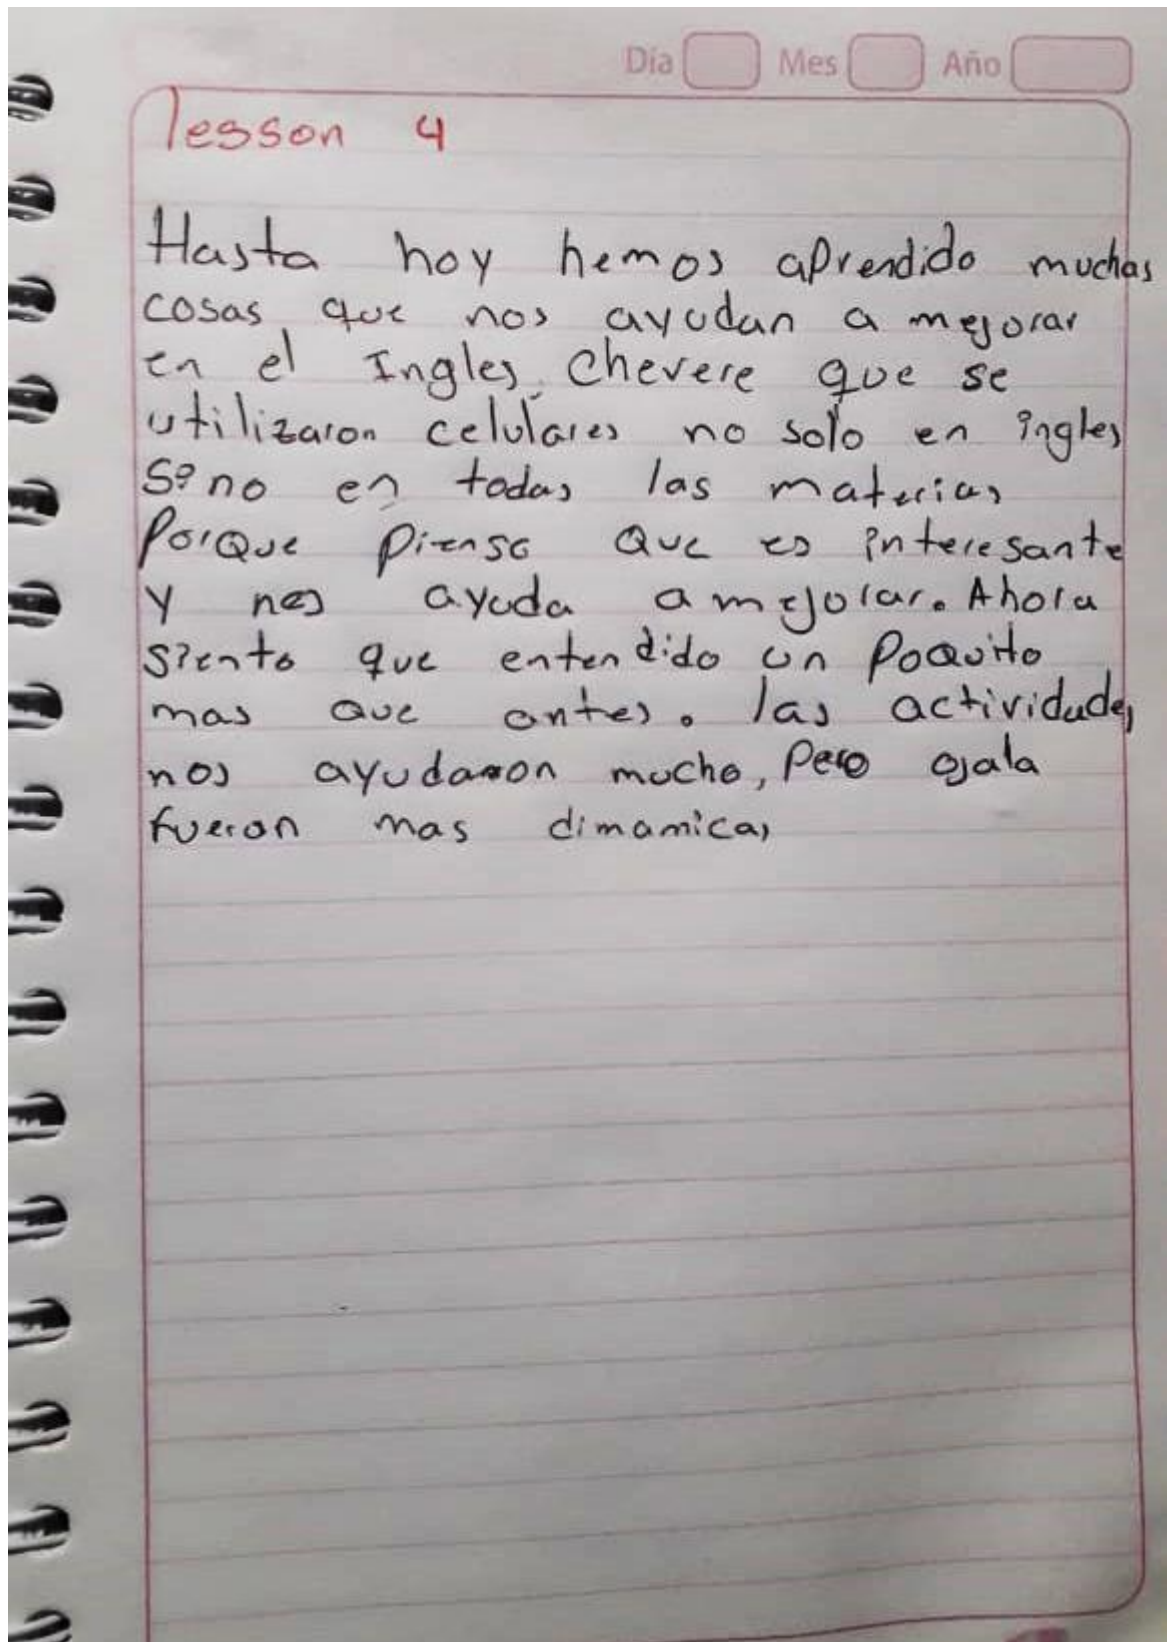 Día Mes Año
lesson 4
Hasta hoy hemos aprendido muchas
cosas que nos ayudan a mejorar
en el Ingles. Chevere que se
utilizaron celulares no solo en ingles
sino en todas las materias
Porque pienso que es interesante
y nos ayuda a mejorar. Ahora
siento que entendido un poquito
mas que antes. las actividades
nos ayudaron mucho, pero ojala
fueran mas dimamicas